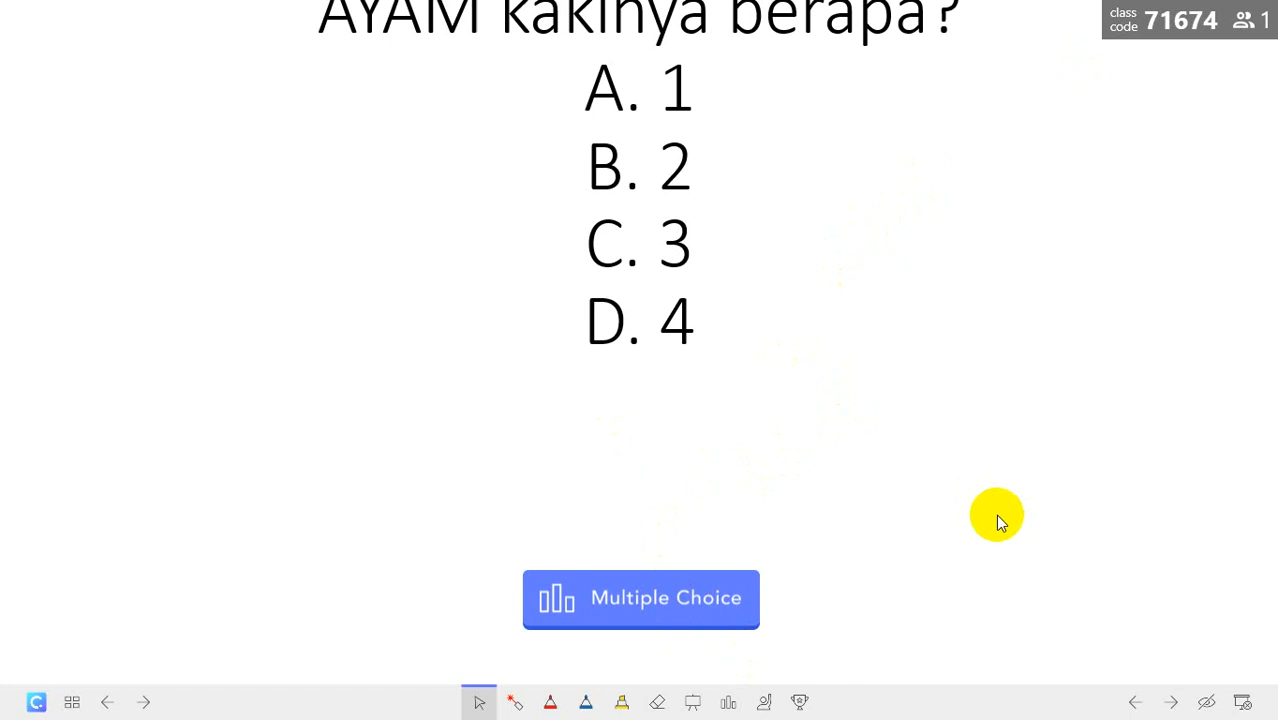 AYAM kakinya berapa?
class code 71674 1
A. 1
B. 2
C. 3
D. 4
Multiple Choice